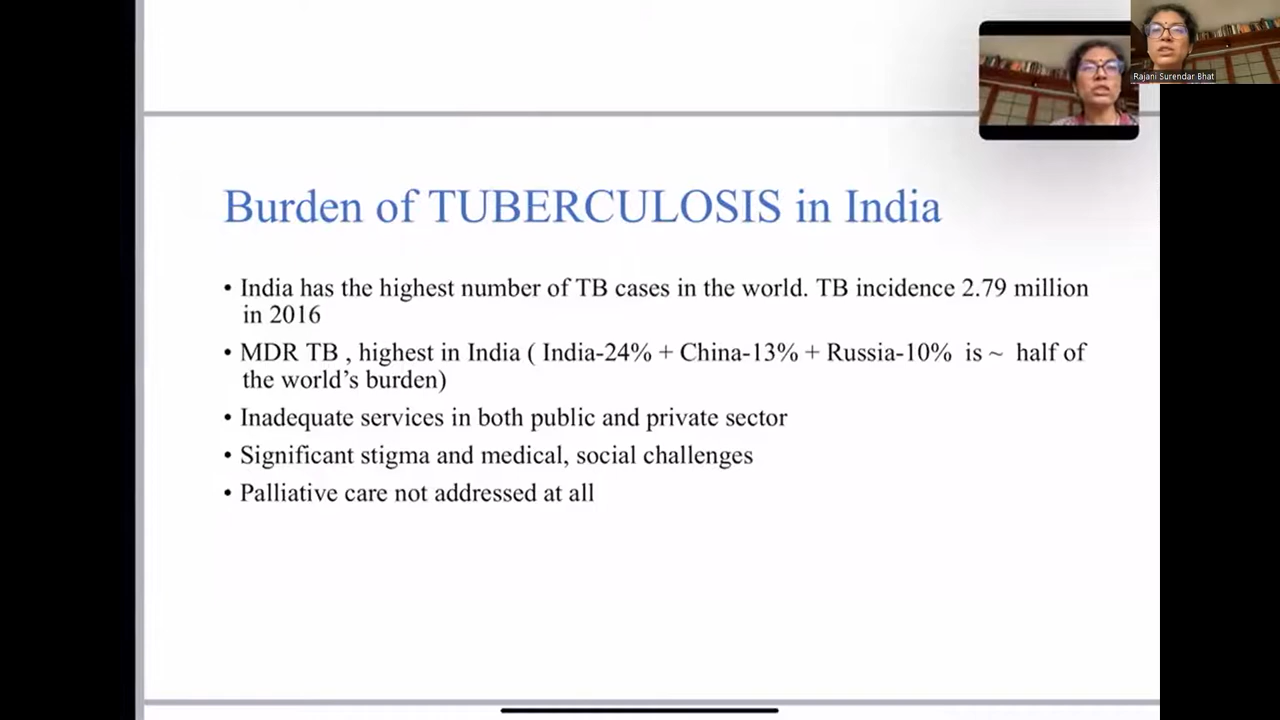 Rajani Surendar Bhat
Burden of TUBERCULOSIS in India
• India has the highest number of TB cases in the world. TB incidence 2.79 million
in 2016
• MDR TB , highest in India ( India-24% + China-13% + Russia-10%  is ~  half of
the world’s burden)
• Inadequate services in both public and private sector
• Significant stigma and medical, social challenges
• Palliative care not addressed at all